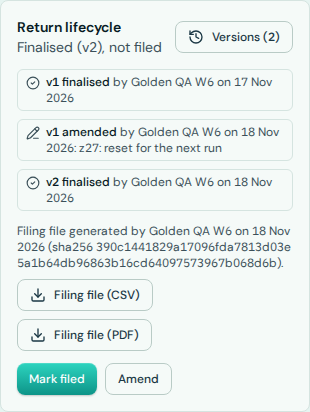 Return lifecycle
Finalised (v2), not filed
Versions (2)
v1 finalised by Golden QA W6 on 17 Nov
2026
v1 amended by Golden QA W6 on 18 Nov
2026: z27: reset for the next run
v2 finalised by Golden QA W6 on 18 Nov
2026
Filing file generated by Golden QA W6 on 18 Nov
2026 (sha256 390c1441829a17096fda7813d03e
5a1b64db96863b16cd64097573967b068d6b).
Filing file (CSV)
Filing file (PDF)
Mark filed
Amend